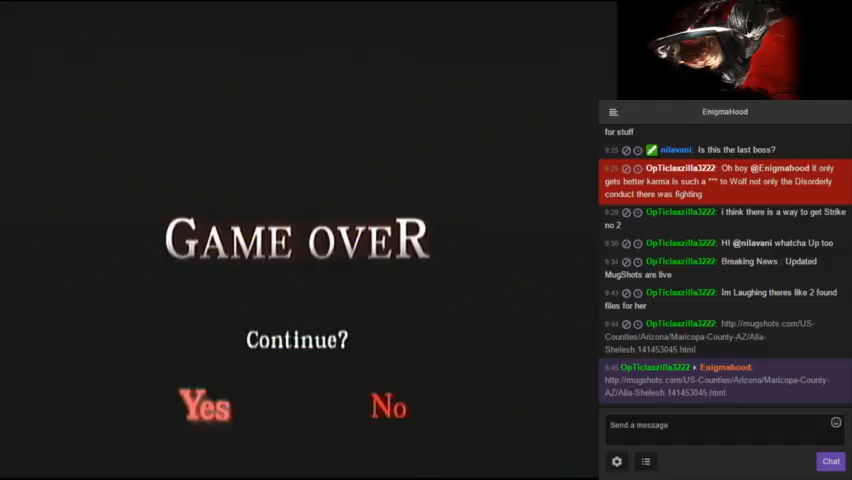 GAME OVER
Continue?
Yes No
EnigmaHood
for stuff
9:25 nilavani: Is this the last boss?
9:25 OpTiclaxzilla3222: Oh boy @Enigmahood it only
gets better karma is such a *** to Wolf not only the Disorderly
conduct there was fighting
9:29 OpTiclaxzilla3222: i think there is a way to get Strike
no 2
9:30 OpTiclaxzilla3222: HI @nilavani whatcha Up too
9:34 OpTiclaxzilla3222: Breaking News : Updated
MugShots are live
9:43 OpTiclaxzilla3222: Im Laughing theres like 2 found
files for her
9:44 OpTiclaxzilla3222: http://mugshots.com/US-
Counties/Arizona/Maricopa-County-AZ/Alia-
Shelesh.141453045.html
9:45 OpTiclaxzilla3222 ▸ Enigmahood:
http://mugshots.com/US-Counties/Arizona/Maricopa-County-
AZ/Alia-Shelesh.141453045.html
Send a message
Chat